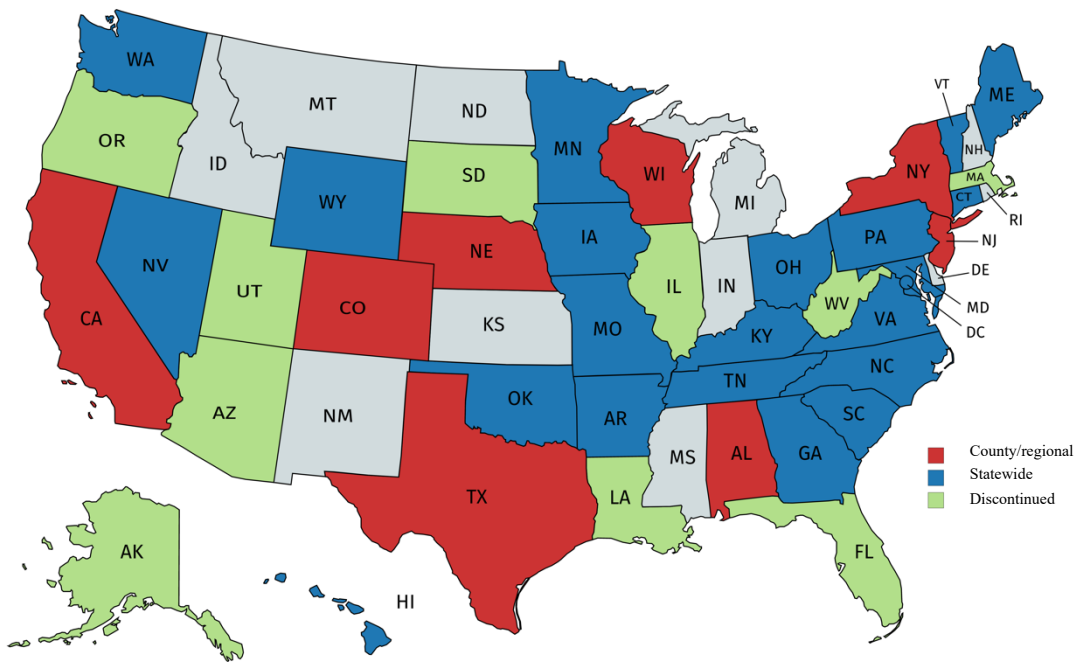 WA
MT
ND
MN
VT
ME
OR
ID
SD
WI
NH
NY
MA
CT
RI
WY
MI
NE
IA
PA
NJ
NV
UT
CO
IL
IN
OH
DE
CA
KS
MO
WV
MD
VA
DC
KY
AZ
NM
OK
TN
NC
AR
SC
MS
AL
GA
County/regional
Statewide
Discontinued
TX
LA
FL
AK
HI